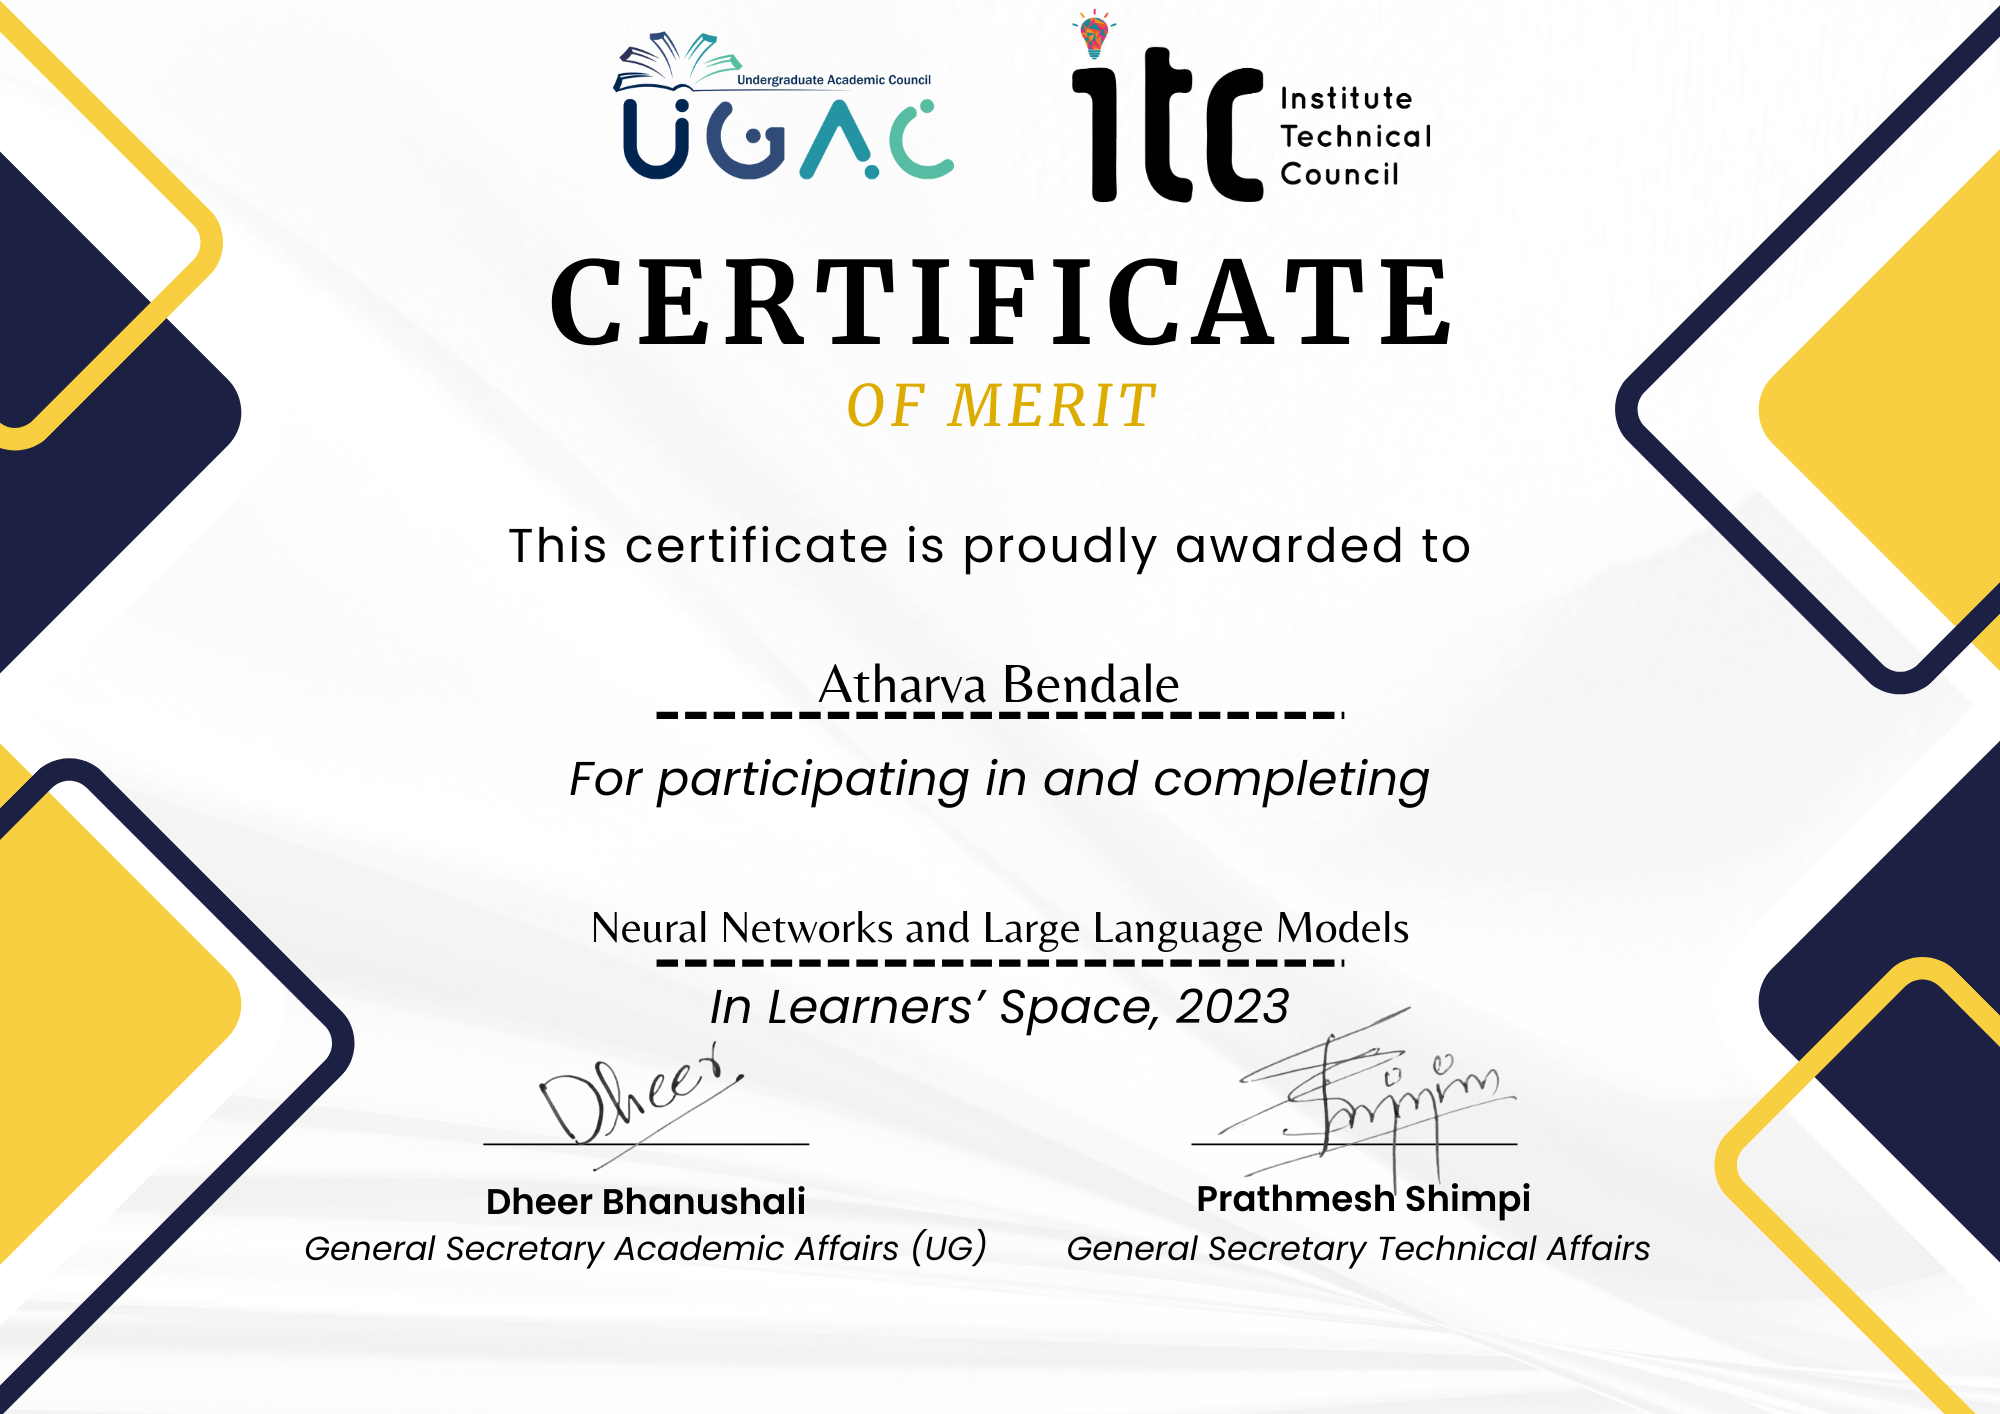 Undergraduate Academic Council
UGAC
itc
Institute
Technical
Council
CERTIFICATE
OF MERIT
This certificate is proudly awarded to
Atharva Bendale
For participating in and completing
Neural Networks and Large Language Models
In Learners’ Space, 2023
Dheer
Shimpim
Dheer Bhanushali
Prathmesh Shimpi
General Secretary Academic Affairs (UG)
General Secretary Technical Affairs